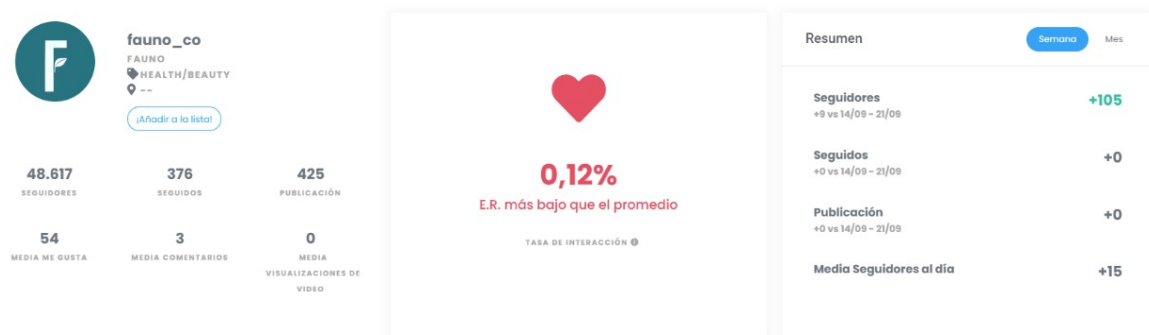 F
fauno_co
FAUNO
HEALTH/BEAUTY
--
¡Añadir a la lista!
48.617
SEGUIDORES
376
SEGUIDOS
425
PUBLICACIÓN
54
MEDIA ME GUSTA
3
MEDIA COMENTARIOS
0
MEDIA
VISUALIZACIONES DE
VIDEO
0,12%
E.R. más bajo que el promedio
TASA DE INTERACCIÓN
Resumen
Semana
Mes
Seguidores
+105
+9 vs 14/09 - 21/09
Seguidos
+0
+0 vs 14/09 - 21/09
Publicación
+0
+0 vs 14/09 - 21/09
Media Seguidores al día
+15